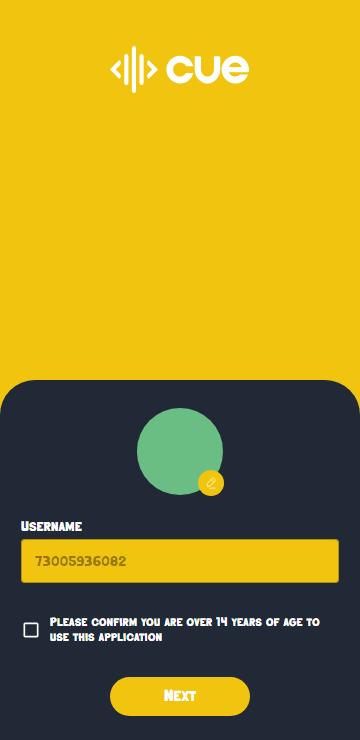 cue
Username
73005936082
Please confirm you are over 14 years of age to
use this application
Next